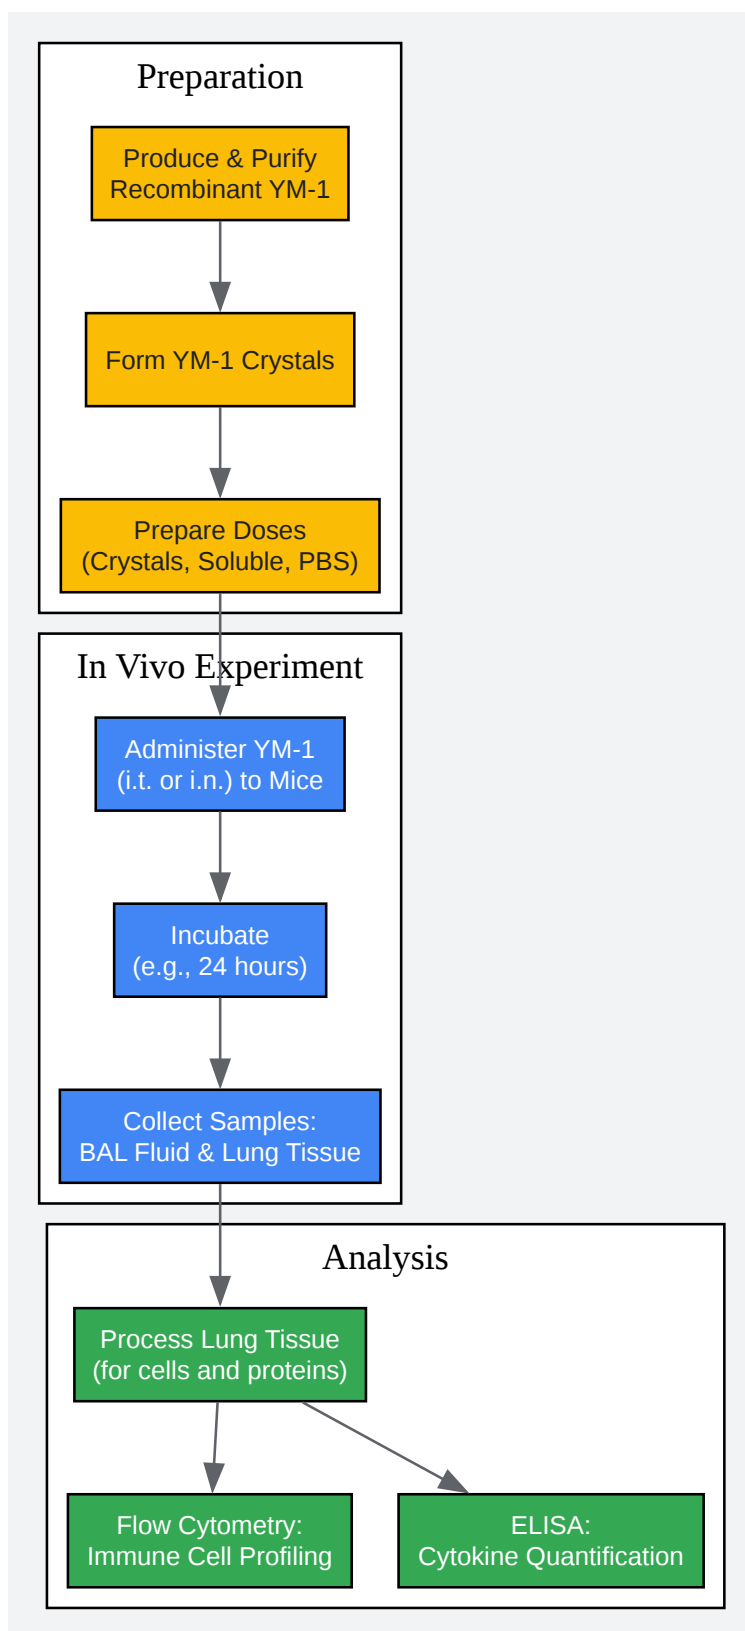 Preparation
Produce & Purify
Recombinant YM-1
Form YM-1 Crystals
Prepare Doses
(Crystals, Soluble, PBS)
In Vivo Experiment
Administer YM-1
(i.t. or i.n.) to Mice
Incubate
(e.g., 24 hours)
Collect Samples:
BAL Fluid & Lung Tissue
Analysis
Process Lung Tissue
(for cells and proteins)
Flow Cytometry:
Immune Cell Profiling
ELISA:
Cytokine Quantification